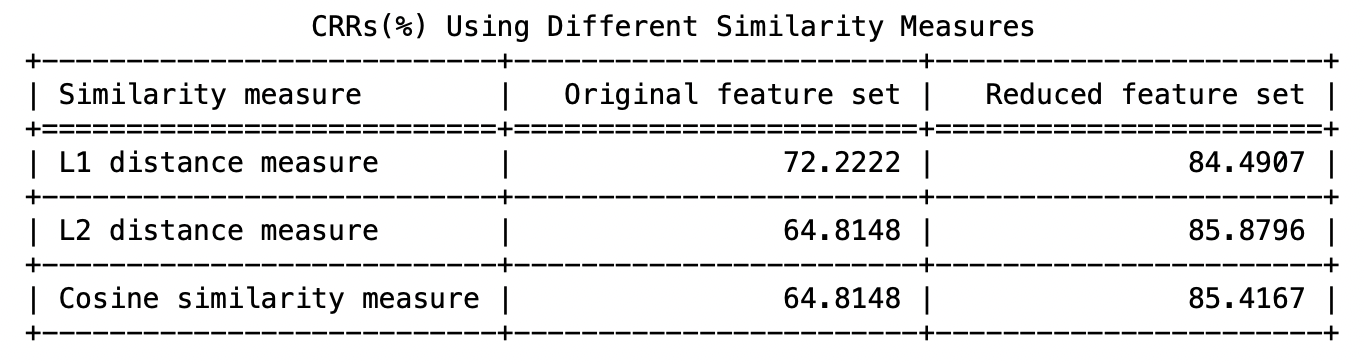 CRRs(%) Using Different Similarity Measures
+---------------------------+------------------------+-----------------------+
| Similarity measure        |   Original feature set |   Reduced feature set |
+===========================+========================+=======================+
| L1 distance measure       |                72.2222 |               84.4907 |
+---------------------------+------------------------+-----------------------+
| L2 distance measure       |                64.8148 |               85.8796 |
+---------------------------+------------------------+-----------------------+
| Cosine similarity measure |                64.8148 |               85.4167 |
+---------------------------+------------------------+-----------------------+